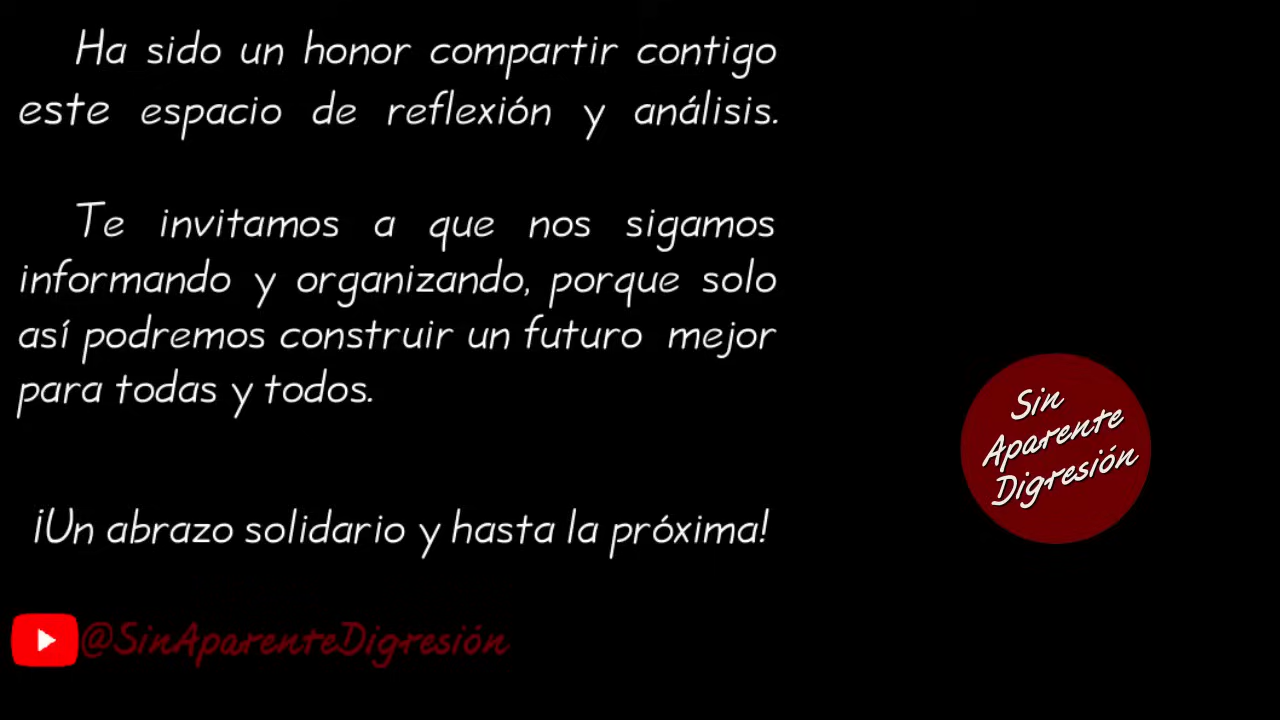 Ha sido un honor compartir contigo
este espacio de reflexión y análisis.
Te invitamos a que nos sigamos
informando y organizando, porque solo
así podremos construir un futuro mejor
para todas y todos.
¡Un abrazo solidario y hasta la próxima!
@SinAparenteDigresión
Sin
Aparente
Digresión